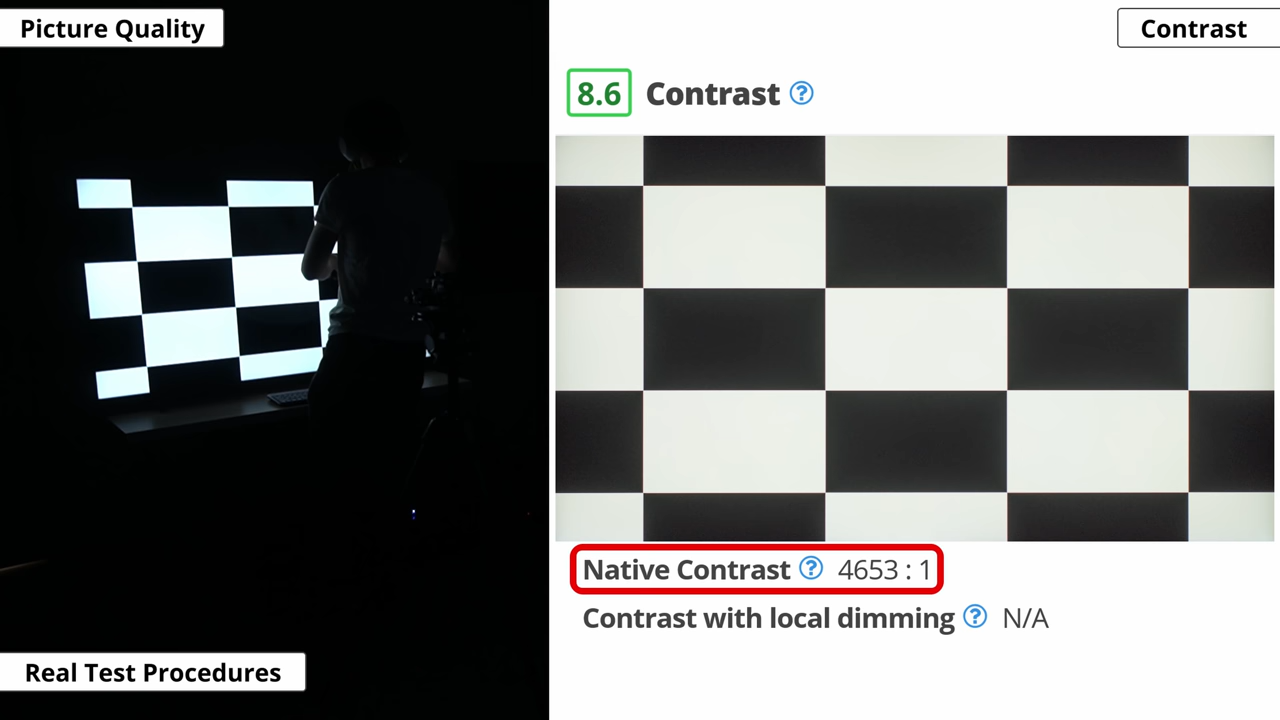 Picture Quality
Contrast
8.6 Contrast ?
Native Contrast ? 4653 : 1
Contrast with local dimming ? N/A
Real Test Procedures